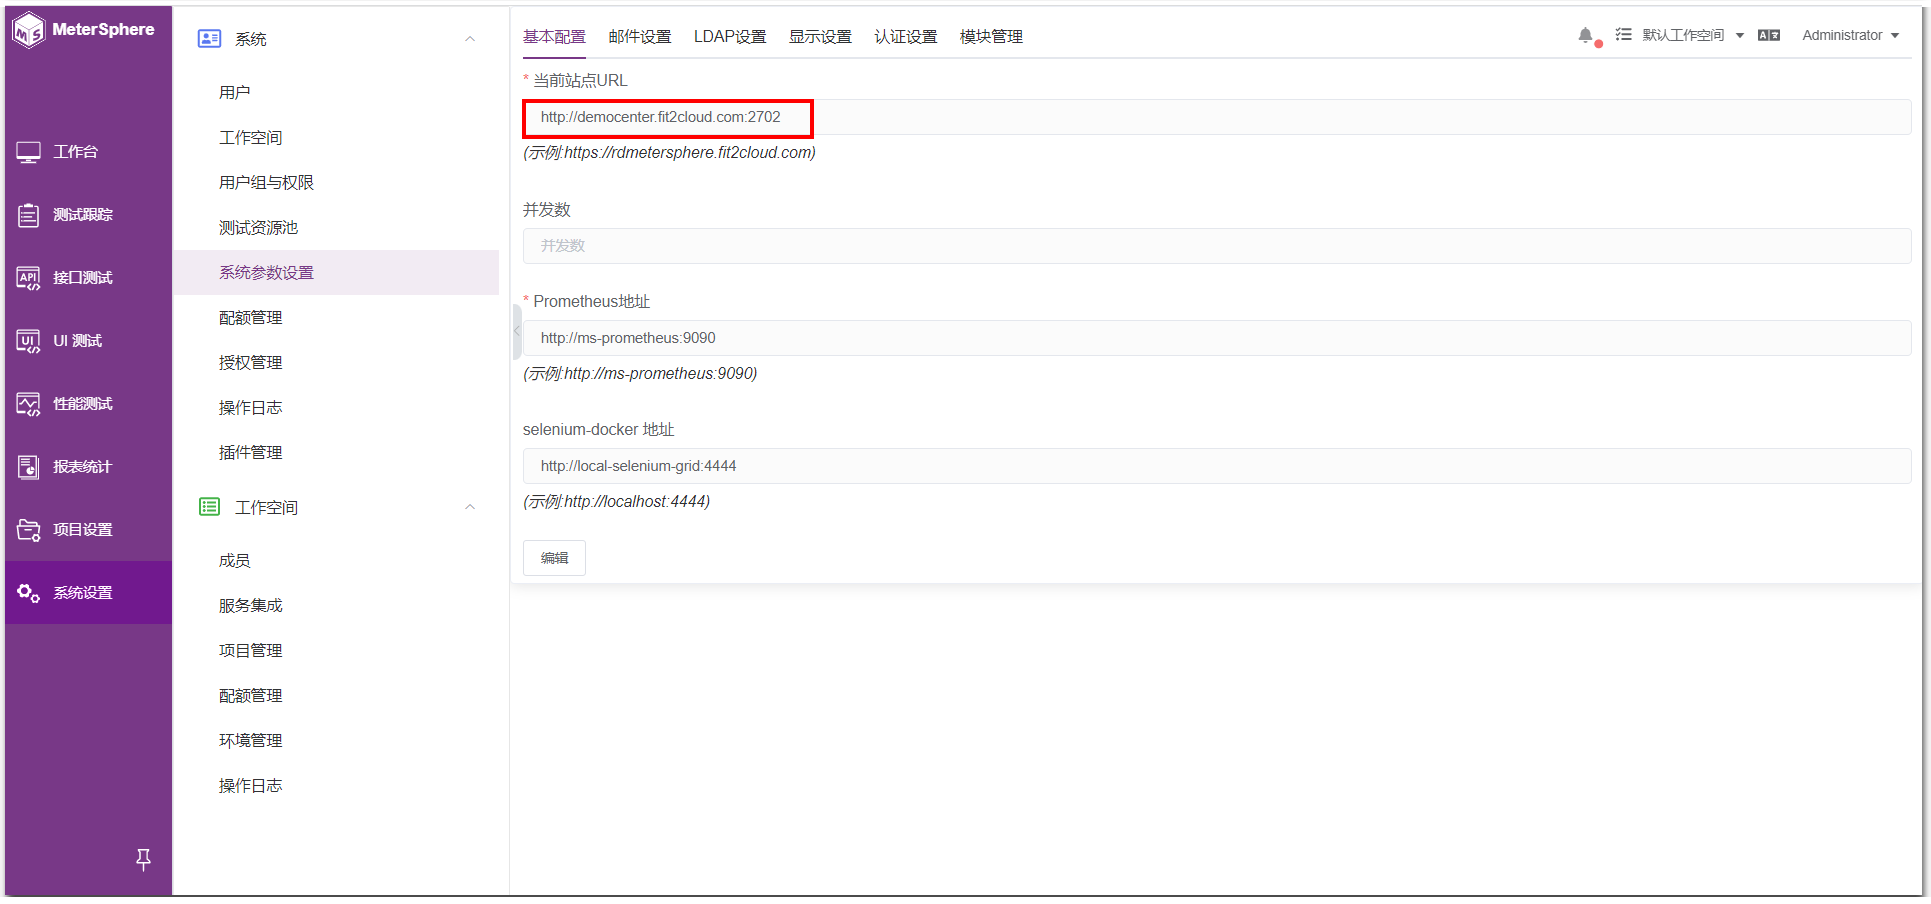 MeterSphere
工作台
测试跟踪
API
接口测试
UI
UI 测试
性能测试
报表统计
项目设置
系统设置
系统
用户
工作空间
用户组与权限
测试资源池
系统参数设置
配额管理
授权管理
操作日志
插件管理
工作空间
成员
服务集成
项目管理
配额管理
环境管理
操作日志
基本配置 邮件设置 LDAP设置 显示设置 认证设置 模块管理
默认工作空间 Administrator
* 当前站点URL
http://democenter.fit2cloud.com:2702
(示例:https://rdmetersphere.fit2cloud.com)
并发数
并发数
* Prometheus地址
http://ms-prometheus:9090
(示例:http://ms-prometheus:9090)
selenium-docker 地址
http://local-selenium-grid:4444
(示例:http://localhost:4444)
编辑